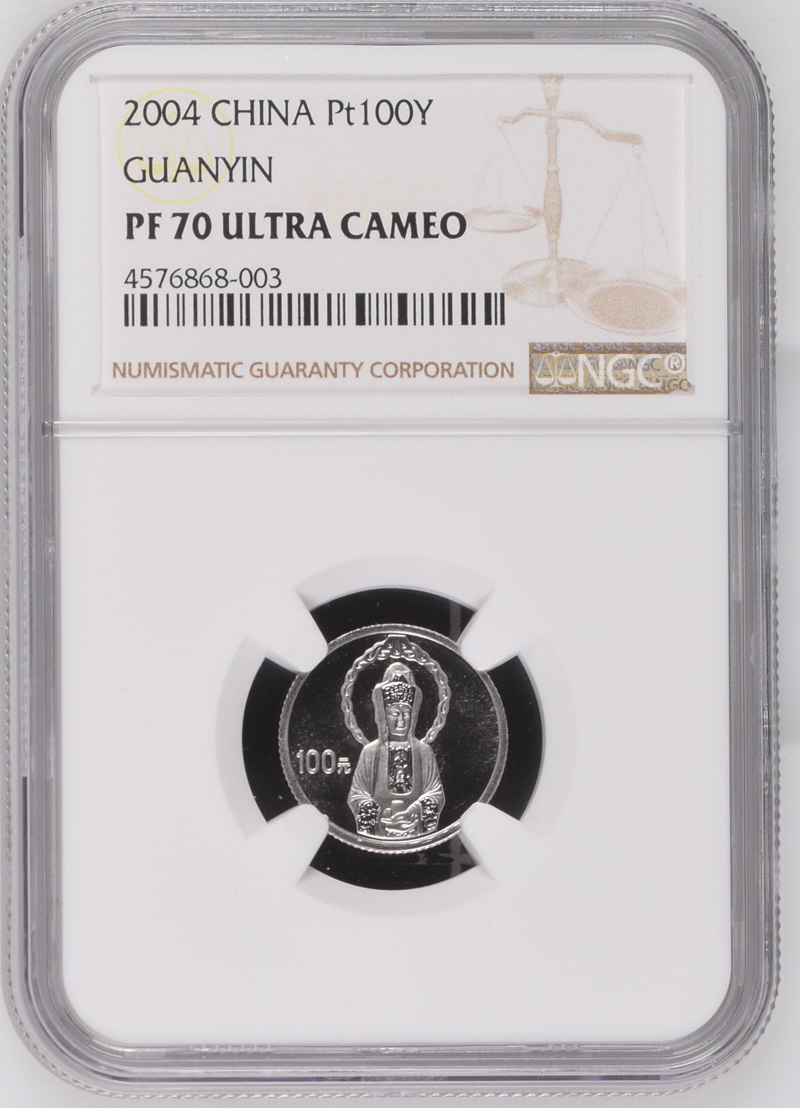 2004 CHINA Pt100Y
GUANYIN
PF 70 ULTRA CAMEO
4576868-003
NUMISMATIC GUARANTY CORPORATION
NGC®
100元